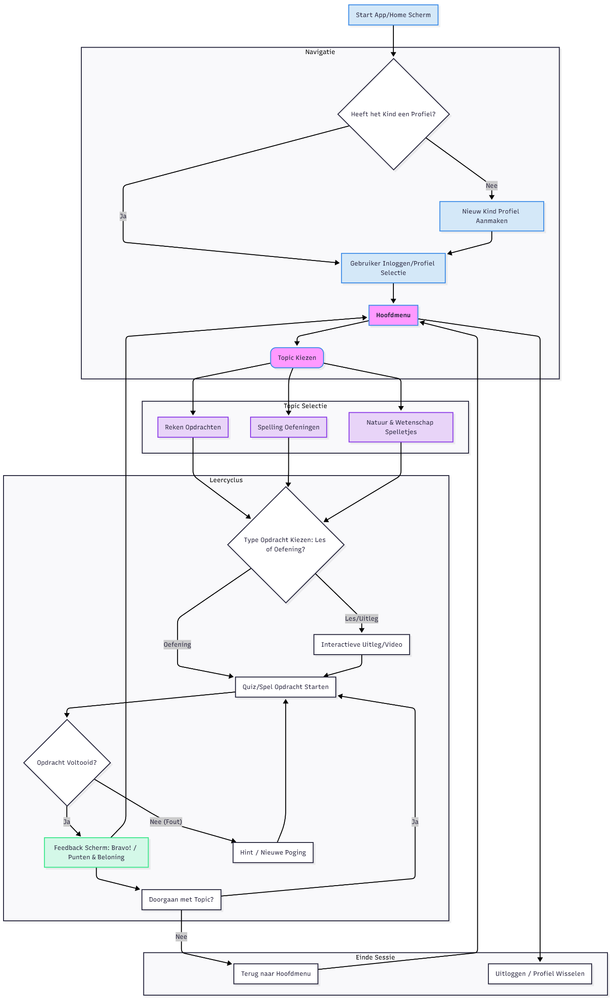 Start App/Home Scherm
Navigatie
Heeft het Kind een Profiel?
Nee
Ja
Nieuw Kind Profiel
Aanmaken
Gebruiker Inloggen/Profiel
Selectie
Hoofdmenu
Topic Kiezen
Topic Selectie
Reken Opdrachten
Spelling Oefeningen
Natuur & Wetenschap
Spelletjes
Leercyclus
Type Opdracht Kiezen: Les
of Oefening?
Les/Uitleg
Oefening
Interactieve Uitleg/Video
Quiz/Spel Opdracht Starten
Opdracht Voltooid?
Ja
Nee (Fout)
Ja
Feedback Scherm: Bravo! /
Punten & Beloning
Hint / Nieuwe Poging
Doorgaan met Topic?
Nee
Einde Sessie
Terug naar Hoofdmenu
Uitloggen / Profiel Wisselen